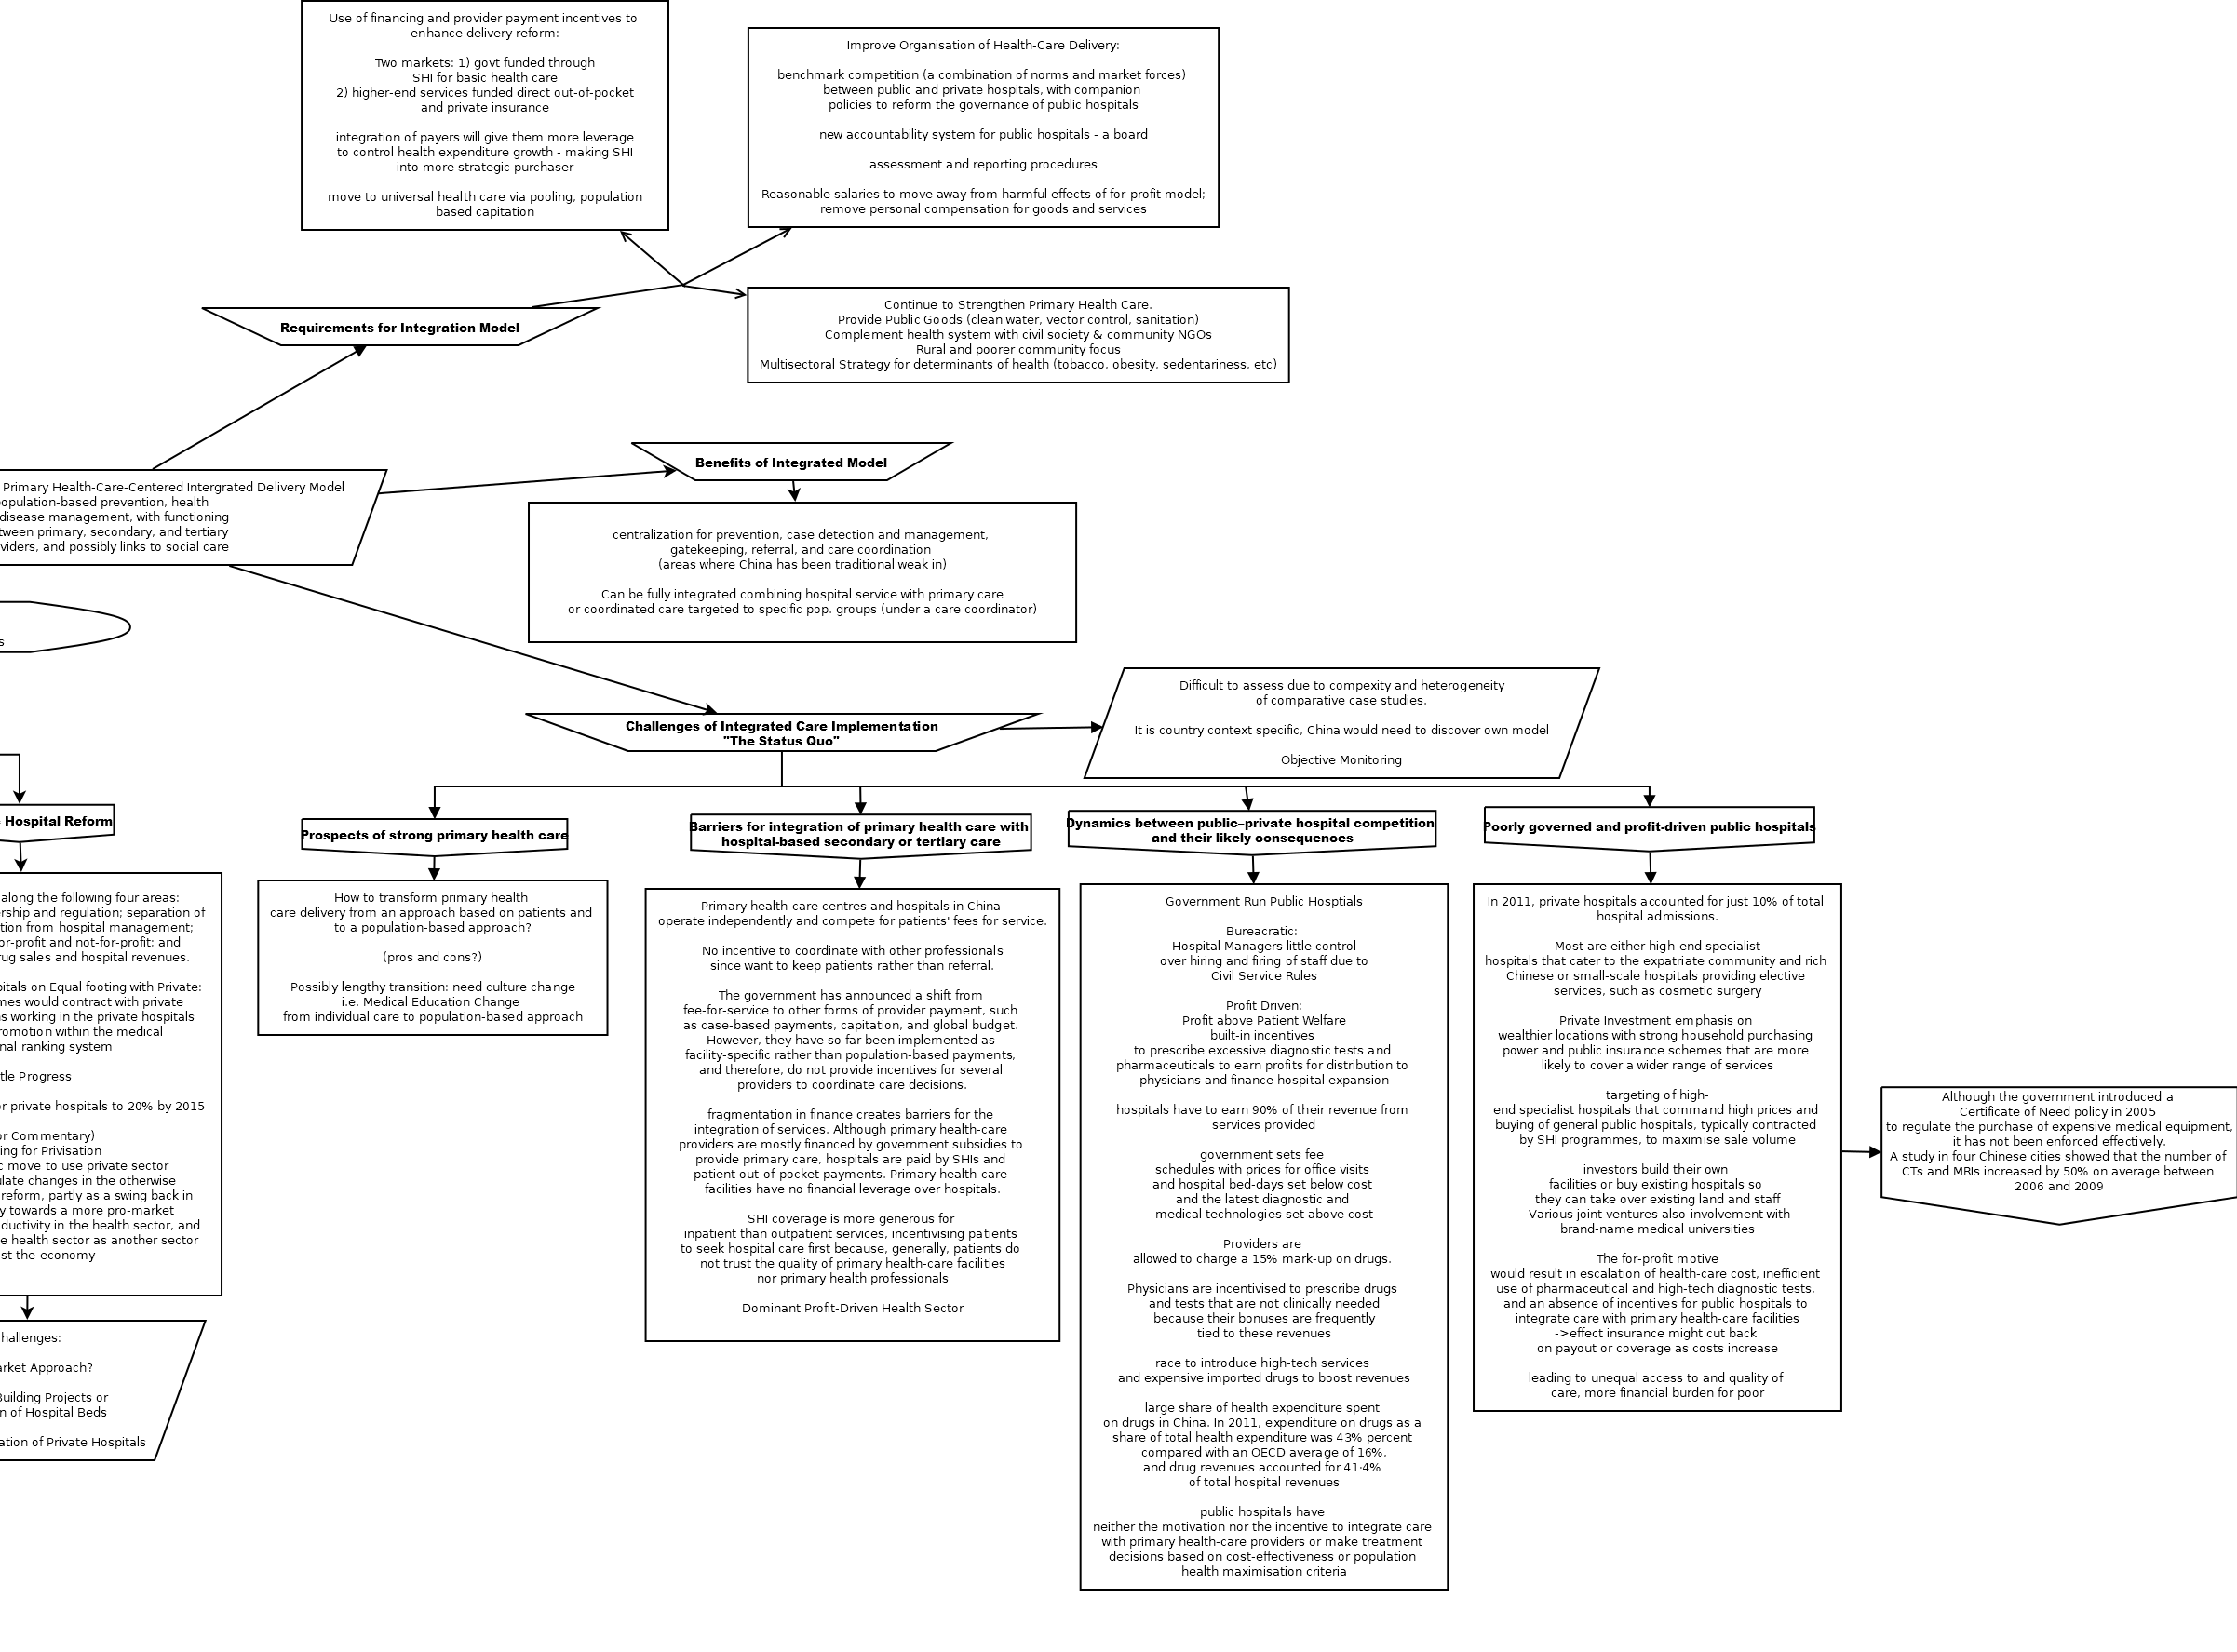 Use of financing and provider payment incentives to
enhance delivery reform:
Two markets: 1) govt funded through
SHI for basic health care
2) higher-end services funded direct out-of-pocket
and private insurance
integration of payers will give them more leverage
to control health expenditure growth - making SHI
into more strategic purchaser
move to universal health care via pooling, population
based capitation
Improve Organisation of Health-Care Delivery:
benchmark competition (a combination of norms and market forces)
between public and private hospitals, with companion
policies to reform the governance of public hospitals
new accountability system for public hospitals - a board
assessment and reporting procedures
Reasonable salaries to move away from harmful effects of for-profit model;
remove personal compensation for goods and services
Requirements for Integration Model
Continue to Strengthen Primary Health Care.
Provide Public Goods (clean water, vector control, sanitation)
Complement health system with civil society & community NGOs
Rural and poorer community focus
Multisectoral Strategy for determinants of health (tobacco, obesity, sedentariness, etc)
Primary Health-Care-Centered Intergrated Delivery Model
population-based prevention, health
disease management, with functioning
tween primary, secondary, and tertiary
viders, and possibly links to social care
s
Benefits of Integrated Model
centralization for prevention, case detection and management,
gatekeeping, referral, and care coordination
(areas where China has been traditional weak in)
Can be fully integrated combining hospital service with primary care
or coordinated care targeted to specific pop. groups (under a care coordinator)
Challenges of Integrated Care Implementation
"The Status Quo"
Difficult to assess due to compexity and heterogeneity
of comparative case studies.
It is country context specific, China would need to discover own model
Objective Monitoring
Hospital Reform
along the following four areas:
ership and regulation; separation of
tion from hospital management;
or-profit and not-for-profit; and
rug sales and hospital revenues.
pitals on Equal footing with Private:
mes would contract with private
s working in the private hospitals
romotion within the medical
nal ranking system
tle Progress
or private hospitals to 20% by 2015
or Commentary)
ing for Privisation
c move to use private sector
ulate changes in the otherwise
reform, partly as a swing back in
y towards a more pro-market
ductivity in the health sector, and
e health sector as another sector
st the economy
hallenges:
arket Approach?
Building Projects or
n of Hospital Beds
ation of Private Hospitals
Prospects of strong primary health care
How to transform primary health
care delivery from an approach based on patients and
to a population-based approach?
(pros and cons?)
Possibly lengthy transition: need culture change
i.e. Medical Education Change
from individual care to population-based approach
Barriers for integration of primary health care with
hospital-based secondary or tertiary care
Primary health-care centres and hospitals in China
operate independently and compete for patients' fees for service.
No incentive to coordinate with other professionals
since want to keep patients rather than referral.
The government has announced a shift from
fee-for-service to other forms of provider payment, such
as case-based payments, capitation, and global budget.
However, they have so far been implemented as
facility-specific rather than population-based payments,
and therefore, do not provide incentives for several
providers to coordinate care decisions.
fragmentation in finance creates barriers for the
integration of services. Although primary health-care
providers are mostly financed by government subsidies to
provide primary care, hospitals are paid by SHIs and
patient out-of-pocket payments. Primary health-care
facilities have no financial leverage over hospitals.
SHI coverage is more generous for
inpatient than outpatient services, incentivising patients
to seek hospital care first because, generally, patients do
not trust the quality of primary health-care facilities
nor primary health professionals
Dominant Profit-Driven Health Sector
Dynamics between public–private hospital competition
and their likely consequences
Government Run Public Hosptials
Bureaucratic:
Hospital Managers little control
over hiring and firing of staff due to
Civil Service Rules
Profit Driven:
Profit above Patient Welfare
built-in incentives
to prescribe excessive diagnostic tests and
pharmaceuticals to earn profits for distribution to
physicians and finance hospital expansion
hospitals have to earn 90% of their revenue from
services provided
government sets fee
schedules with prices for office visits
and hospital bed-days set below cost
and the latest diagnostic and
medical technologies set above cost
Providers are
allowed to charge a 15% mark-up on drugs.
Physicians are incentivised to prescribe drugs
and tests that are not clinically needed
because their bonuses are frequently
tied to these revenues
race to introduce high-tech services
and expensive imported drugs to boost revenues
large share of health expenditure spent
on drugs in China. In 2011, expenditure on drugs as a
share of total health expenditure was 43% percent
compared with an OECD average of 16%,
and drug revenues accounted for 41·4%
of total hospital revenues
public hospitals have
neither the motivation nor the incentive to integrate care
with primary health-care providers or make treatment
decisions based on cost-effectiveness or population
health maximisation criteria
Poorly governed and profit-driven public hospitals
In 2011, private hospitals accounted for just 10% of total
hospital admissions.
Most are either high-end specialist
hospitals that cater to the expatriate community and rich
Chinese or small-scale hospitals providing elective
services, such as cosmetic surgery
Private Investment emphasis on
wealthier locations with strong household purchasing
power and public insurance schemes that are more
likely to cover a wider range of services
targeting of high-
end specialist hospitals that command high prices and
buying of general public hospitals, typically contracted
by SHI programmes, to maximise sale volume
investors build their own
facilities or buy existing hospitals so
they can take over existing land and staff
Various joint ventures also involvement with
brand-name medical universities
The for-profit motive
would result in escalation of health-care cost, inefficient
use of pharmaceutical and high-tech diagnostic tests,
and an absence of incentives for public hospitals to
integrate care with primary health-care facilities
->effect insurance might cut back
on payout or coverage as costs increase
leading to unequal access to and quality of
care, more financial burden for poor
Although the government introduced a
Certificate of Need policy in 2005
to regulate the purchase of expensive medical equipment,
it has not been enforced effectively.
A study in four Chinese cities showed that the number of
CTs and MRIs increased by 50% on average between
2006 and 2009